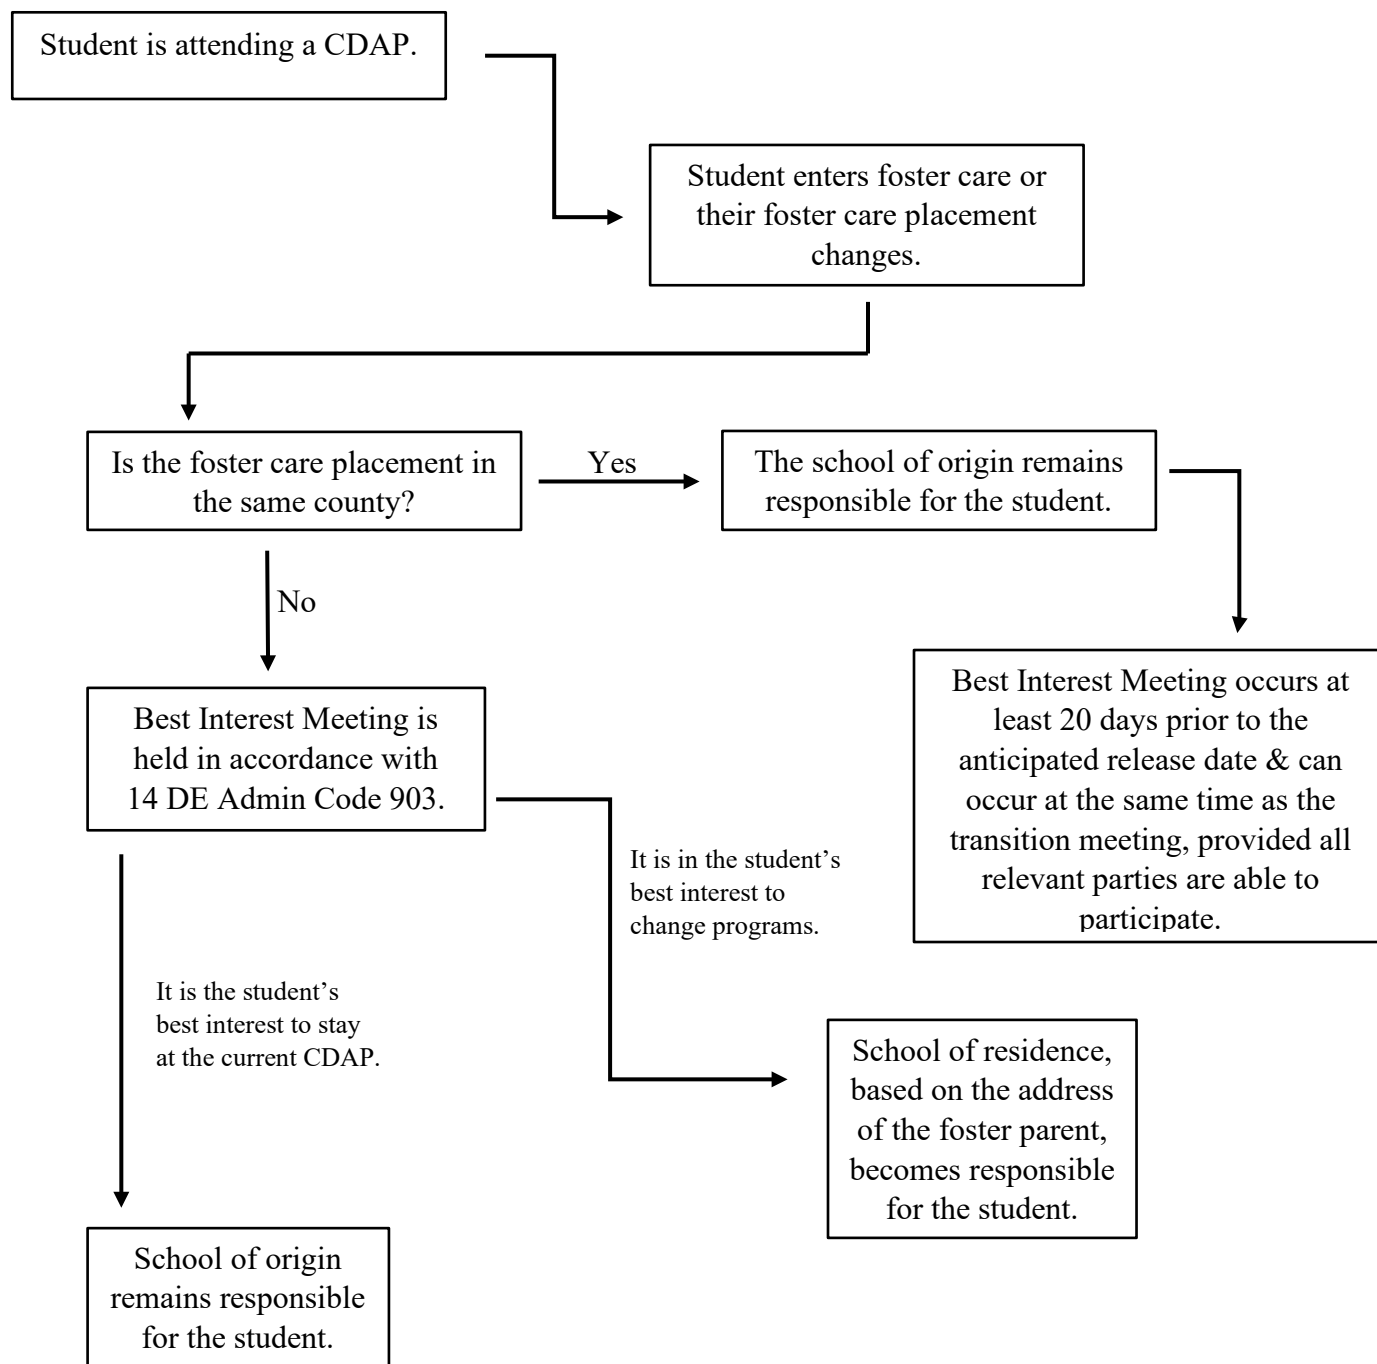 Student is attending a CDAP.
Student enters foster care or
their foster care placement
changes.
Is the foster care placement in
the same county?
Yes
The school of origin remains
responsible for the student.
No
Best Interest Meeting occurs at
least 20 days prior to the
anticipated release date & can
occur at the same time as the
transition meeting, provided all
relevant parties are able to
participate.
Best Interest Meeting is
held in accordance with
14 DE Admin Code 903.
It is in the student’s
best interest to
change programs.
It is the student’s
best interest to stay
at the current CDAP.
School of residence,
based on the address
of the foster parent,
becomes responsible
for the student.
School of origin
remains responsible
for the student.